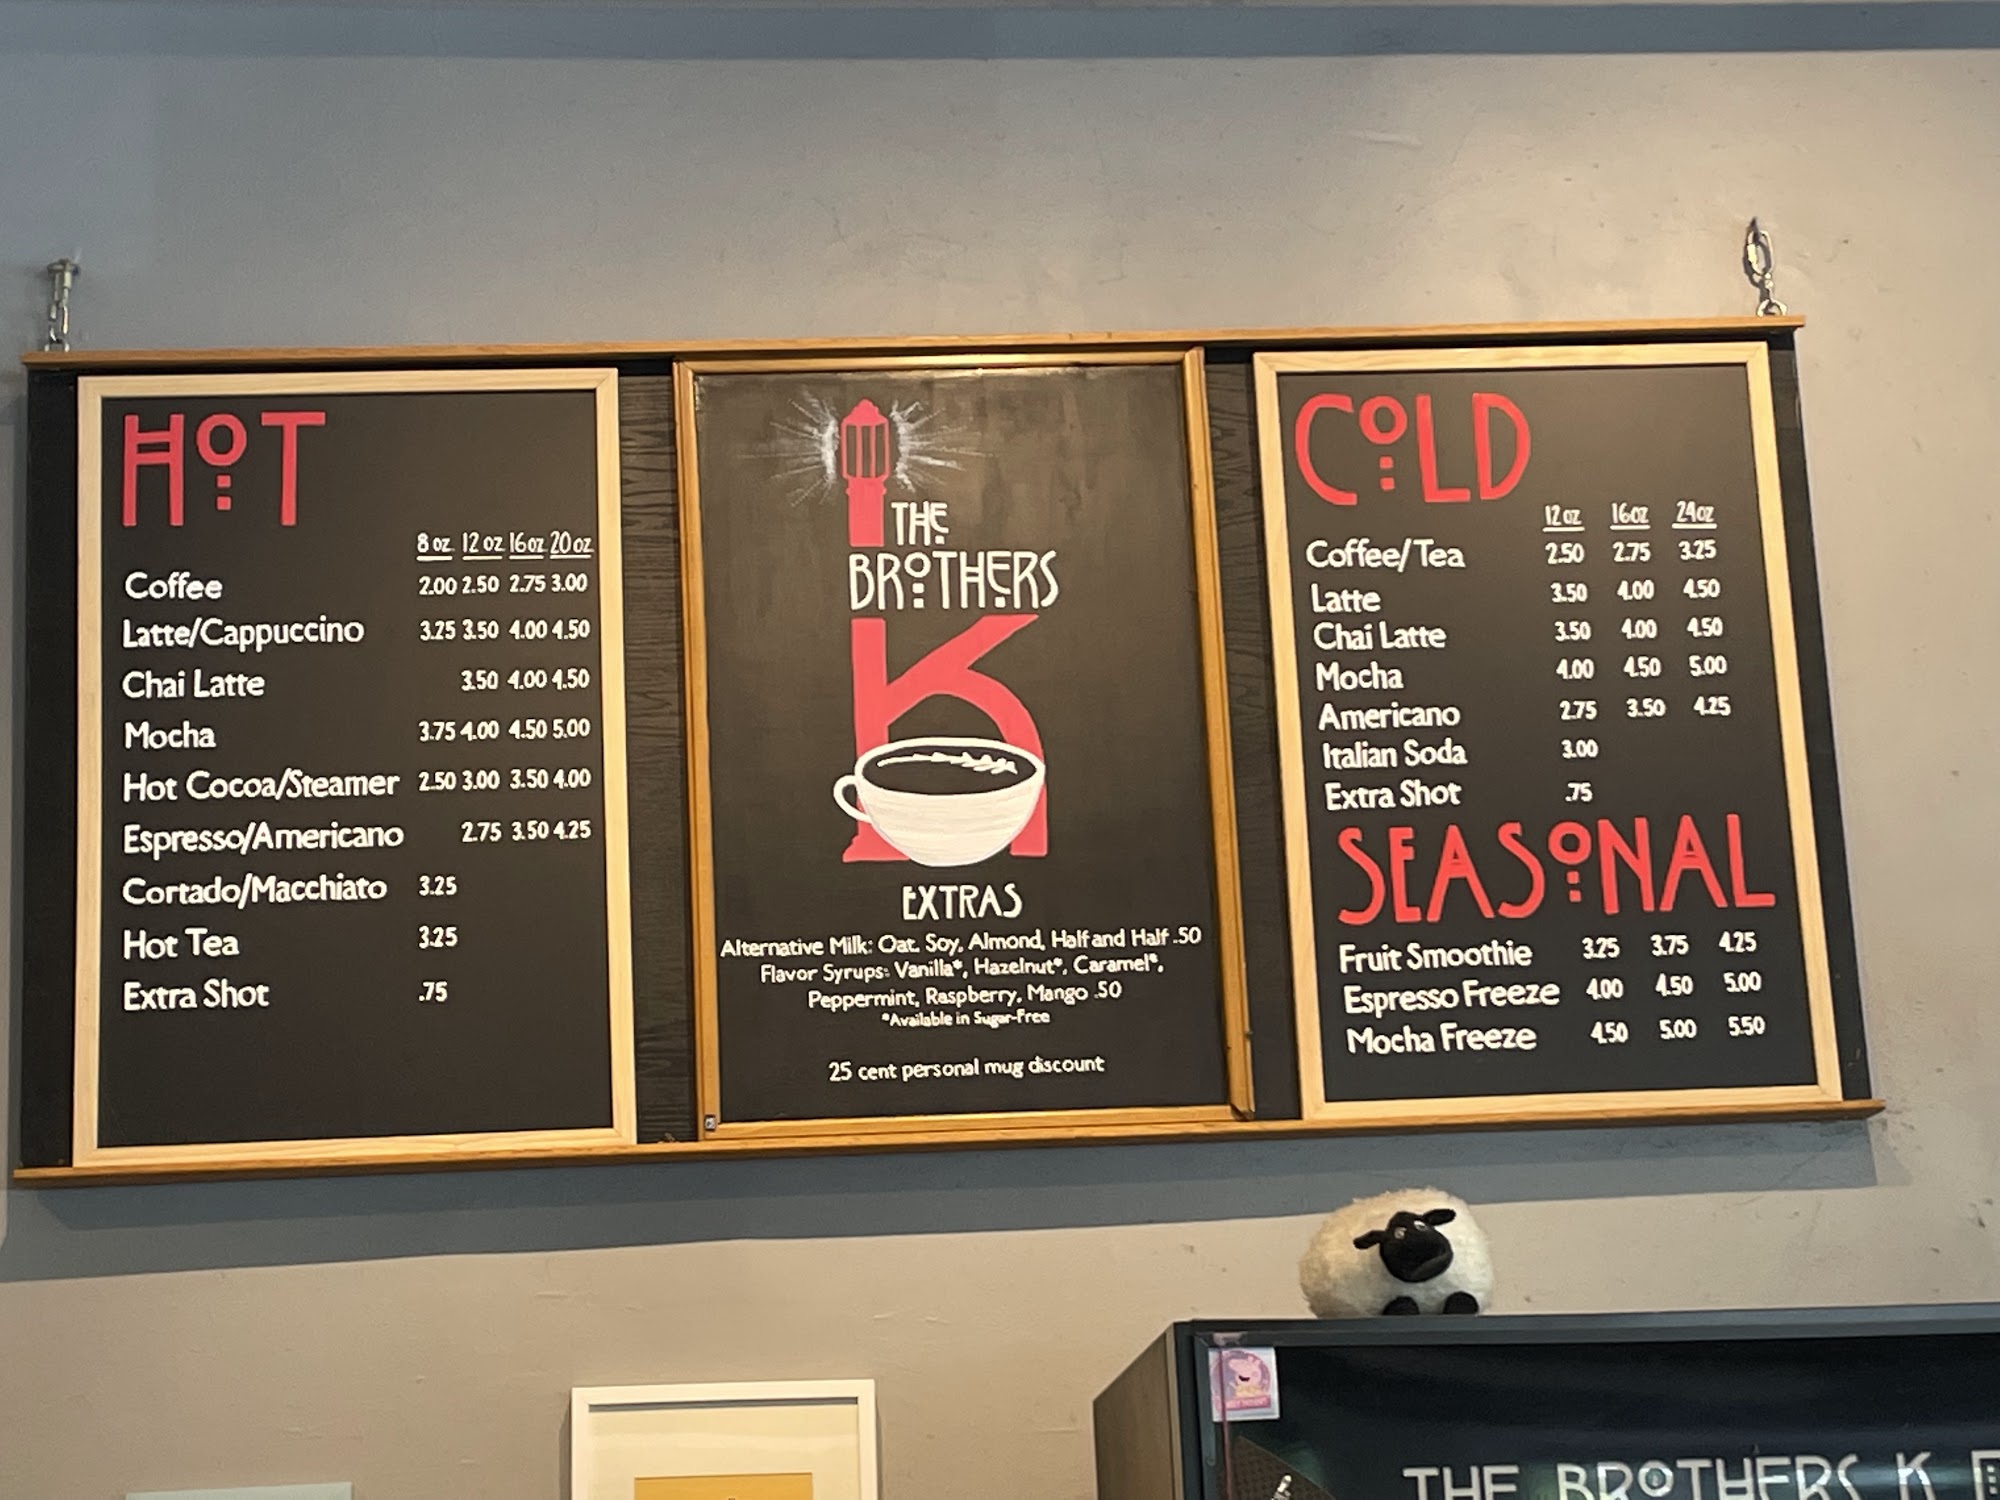 HOT
8 oz 12 oz 16 oz 20 oz
Coffee 2.00 2.50 2.75 3.00
Latte/Cappuccino 3.25 3.50 4.00 4.50
Chai Latte 3.50 4.00 4.50
Mocha 3.75 4.00 4.50 5.00
Hot Cocoa/Steamer 2.50 3.00 3.50 4.00
Espresso/Americano 2.75 3.50 4.25
Cortado/Macchiato 3.25
Hot Tea 3.25
Extra Shot .75
THE
BROTHERS
K
EXTRAS
Alternative Milk: Oat, Soy, Almond, Half and Half .50
Flavor Syrups: Vanilla*, Hazelnut*, Caramel*,
Peppermint, Raspberry, Mango .50
*Available in Sugar-Free
25 cent personal mug discount
COLD
12 oz 16oz 24oz
Coffee/Tea 2.50 2.75 3.25
Latte 3.50 4.00 4.50
Chai Latte 3.50 4.00 4.50
Mocha 4.00 4.50 5.00
Americano 2.75 3.50 4.25
Italian Soda 3.00
Extra Shot .75
SEASONAL
Fruit Smoothie 3.25 3.75 4.25
Espresso Freeze 4.00 4.50 5.00
Mocha Freeze 4.50 5.00 5.50
THE BROTHERS K